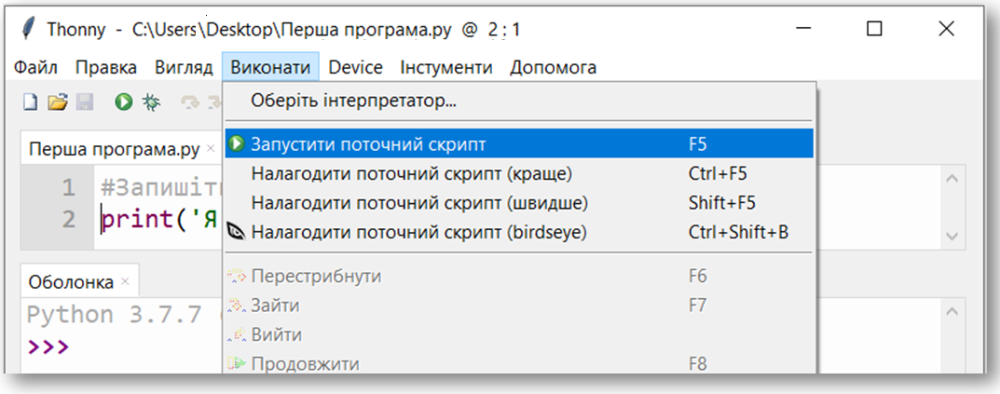 Thonny - C:\Users\Desktop\Перша програма.py @ 2 : 1
Файл Правка Вигляд Виконати Device Інстументи Допомога
Оберіть інтерпретатор...
Запустити поточний скрипт F5
Налагодити поточний скрипт (краще) Ctrl+F5
Налагодити поточний скрипт (швидше) Shift+F5
Налагодити поточний скрипт (birdseye) Ctrl+Shift+B
Перестрибнути F6
Зайти F7
Вийти
Продовжити F8
Перша програма.py ×
1 #Запишіт
2 print('Я
Оболонка ×
Python 3.7.7
>>>